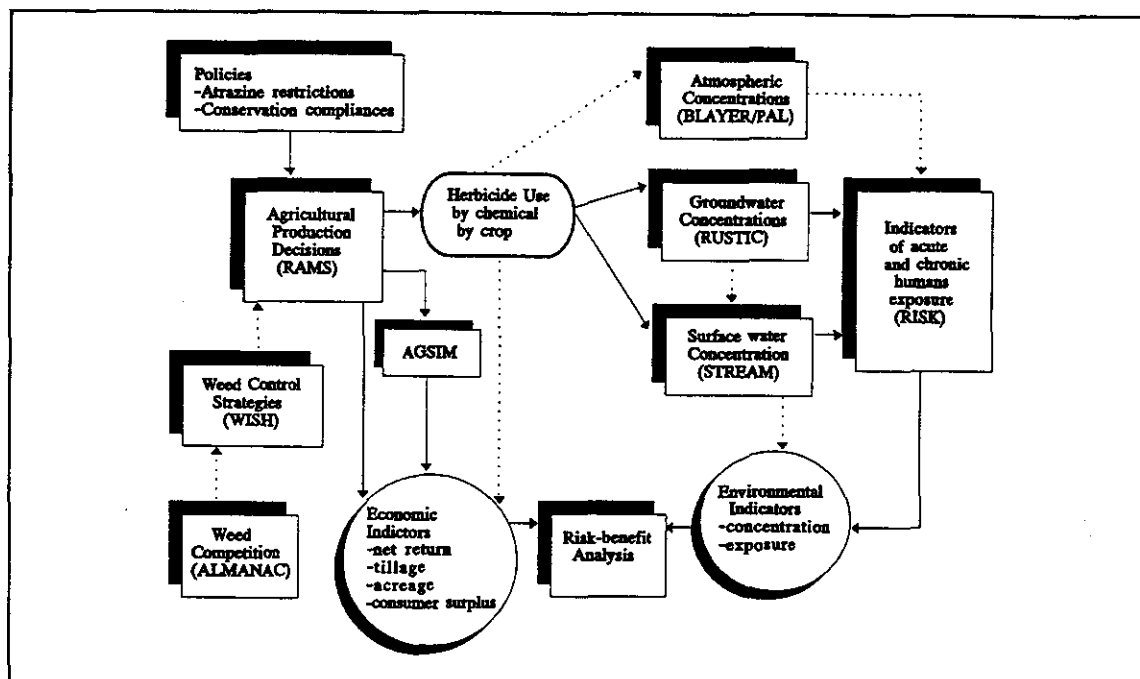 Policies
-Atrazine restrictions
-Conservation compliances
Atmospheric
Concentrations
(BLAYER/PAL)
Agricultural
Production
Decisions
(RAMS)
Herbicide Use
by chemical
by crop
Groundwater
Concentrations
(RUSTIC)
Indicators
of acute
and chronic
humans
exposure
(RISK)
AGSIM
Surface water
Concentration
(STREAM)
Weed Control
Strategies
(WISH)
Weed
Competition
(ALMANAC)
Economic
Indictors
-net return
-tillage
-acreage
-consumer surplus
Risk-benefit
Analysis
Environmental
Indicators
-concentration
-exposure